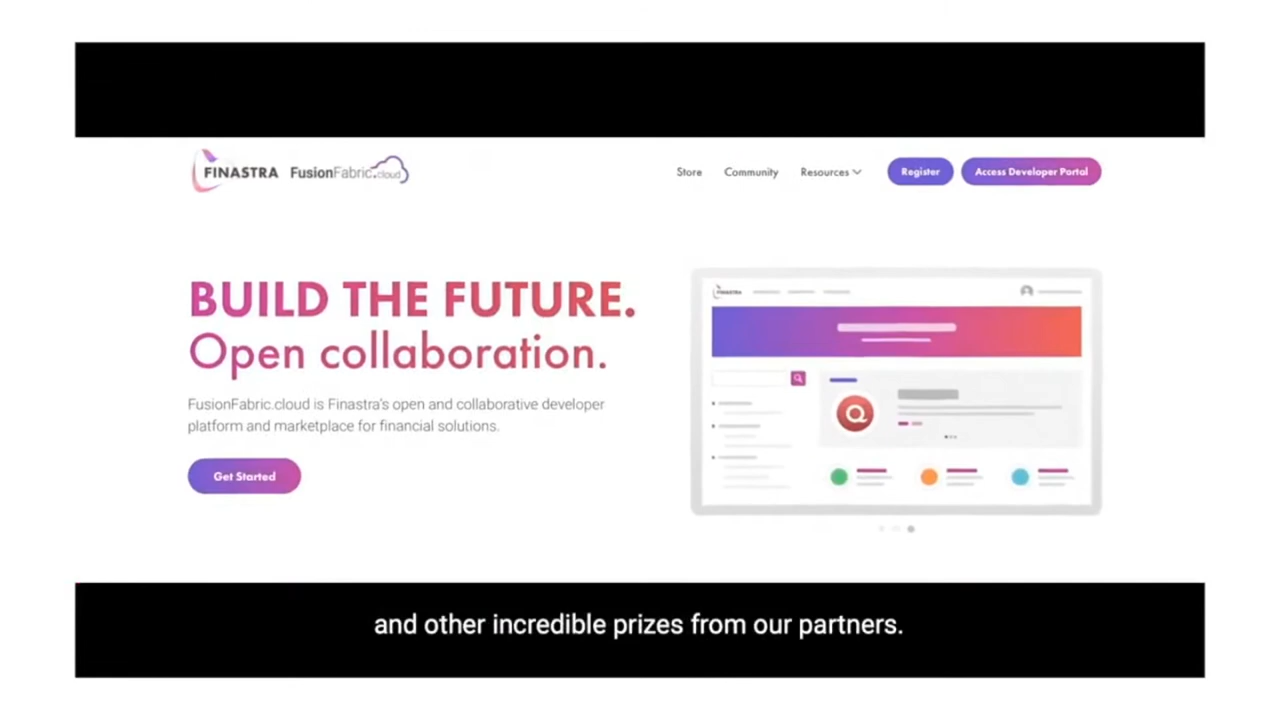 FINASTRA FusionFabric.cloud
Store Community Resources Register Access Developer Portal
BUILD THE FUTURE.
Open collaboration.
FusionFabric.cloud is Finastra's open and collaborative developer
platform and marketplace for financial solutions.
Get Started
FINASTRA
Q
and other incredible prizes from our partners.